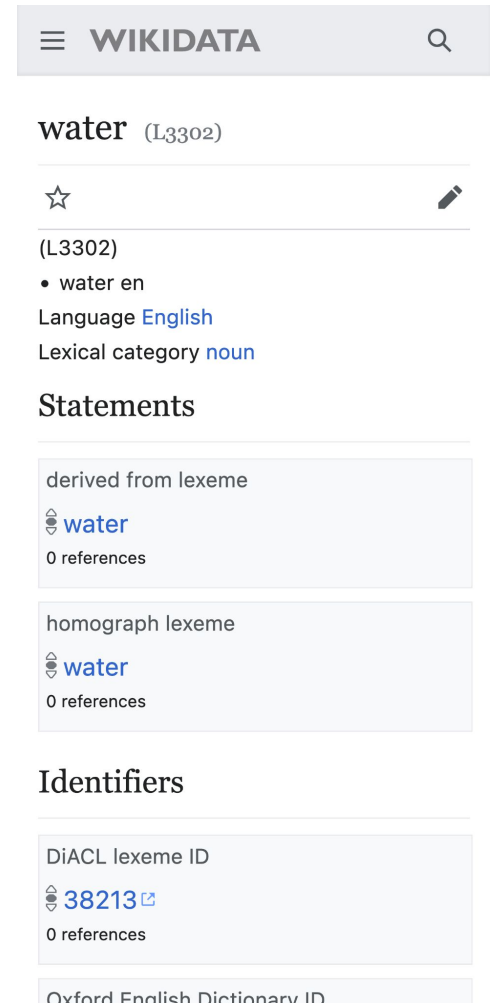 WIKIDATA
water (L3302)
(L3302)
• water en
Language English
Lexical category noun
Statements
derived from lexeme
water
0 references
homograph lexeme
water
0 references
Identifiers
DiACL lexeme ID
38213
0 references
Oxford English Dictionary ID